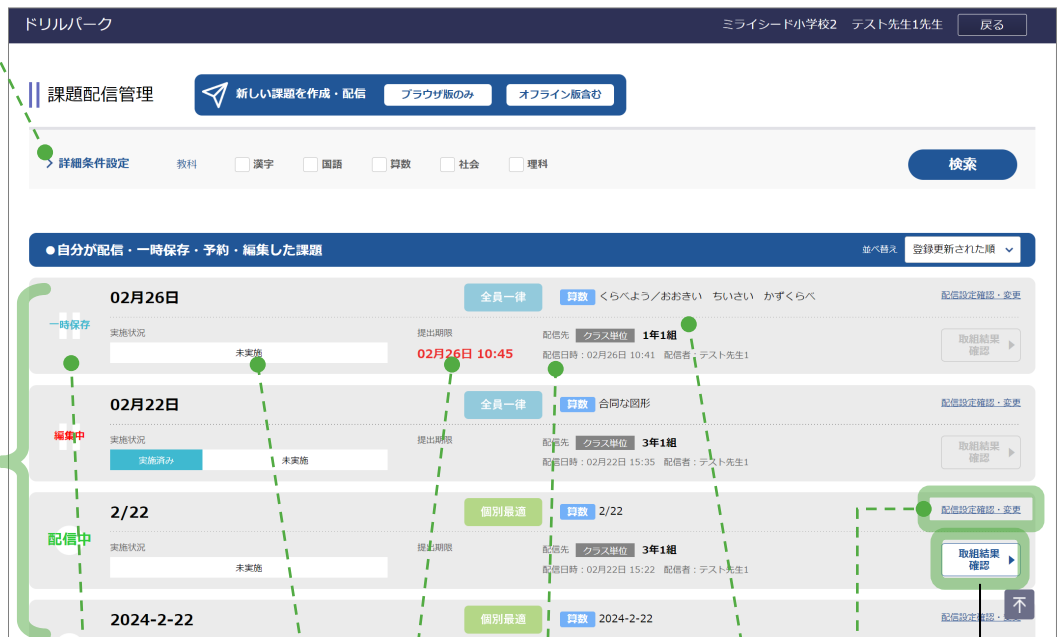 ドリルパーク ミライシード小学校2 テスト先生1先生 戻る
課題配信管理 新しい課題を作成・配信 ブラウザ版のみ オフライン版含む
詳細条件設定 教科 漢字 国語 算数 社会 理科 検索
●自分が配信・一時保存・予約・編集した課題 並べ替え 登録更新された順
02月26日 全員一律 算数 くらべよう/おおきい ちいさい かずくらべ 配信設定確認・変更
一時保存
実施状況 提出期限 配信先 クラス単位 1年1組 取組結果
確認
未実施 02月26日 10:45 配信日時:02月26日 10:41 配信者:テスト先生1
02月22日 全員一律 算数 合同な図形 配信設定確認・変更
編集中
実施状況 提出期限 配信先 クラス単位 3年1組 取組結果
確認
実施済み 未実施 配信日時:02月22日 15:35 配信者:テスト先生1
2/22 個別最適 算数 2/22 配信設定確認・変更
配信中
実施状況 提出期限 配信先 クラス単位 3年1組 取組結果
確認
未実施 配信日時:02月22日 15:22 配信者:テスト先生1
2024-2-22 個別最適 算数 2024-2-22 配信設定確認・変更